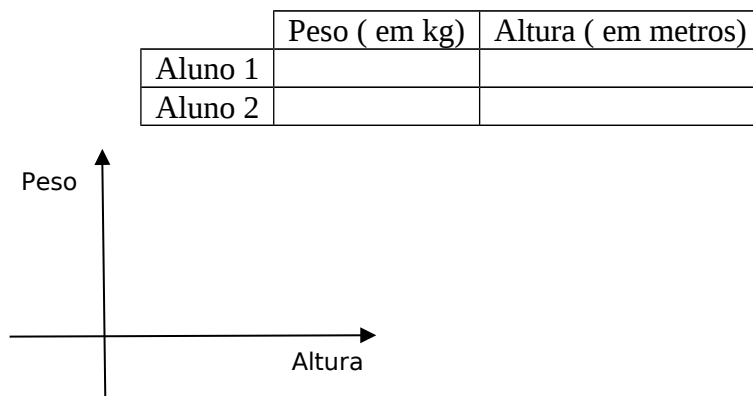 Peso ( em kg) Altura ( em metros)
Aluno 1
Aluno 2
Peso
Altura